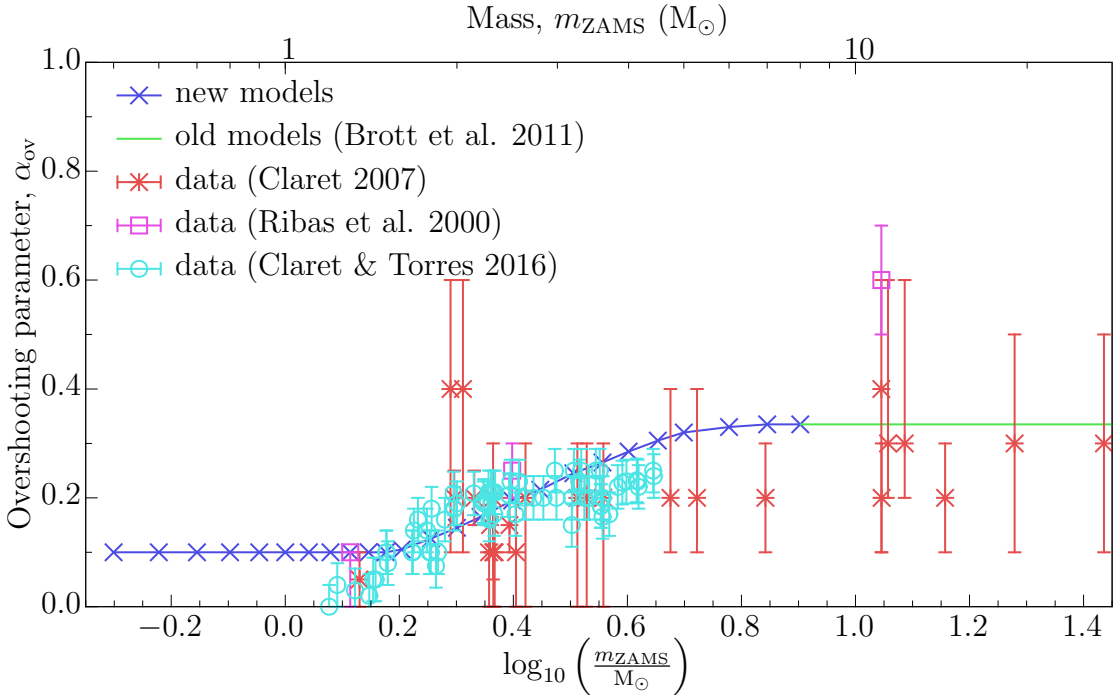 Mass, m_ZAMS (M_⊙)
1 10
1.0
0.8
0.6
0.4
0.2
0.0
Overshooting parameter, α_ov
new models
old models (Brott et al. 2011)
data (Claret 2007)
data (Ribas et al. 2000)
data (Claret & Torres 2016)
−0.2 0.0 0.2 0.4 0.6 0.8 1.0 1.2 1.4
log_10 (m_ZAMS / M_⊙)